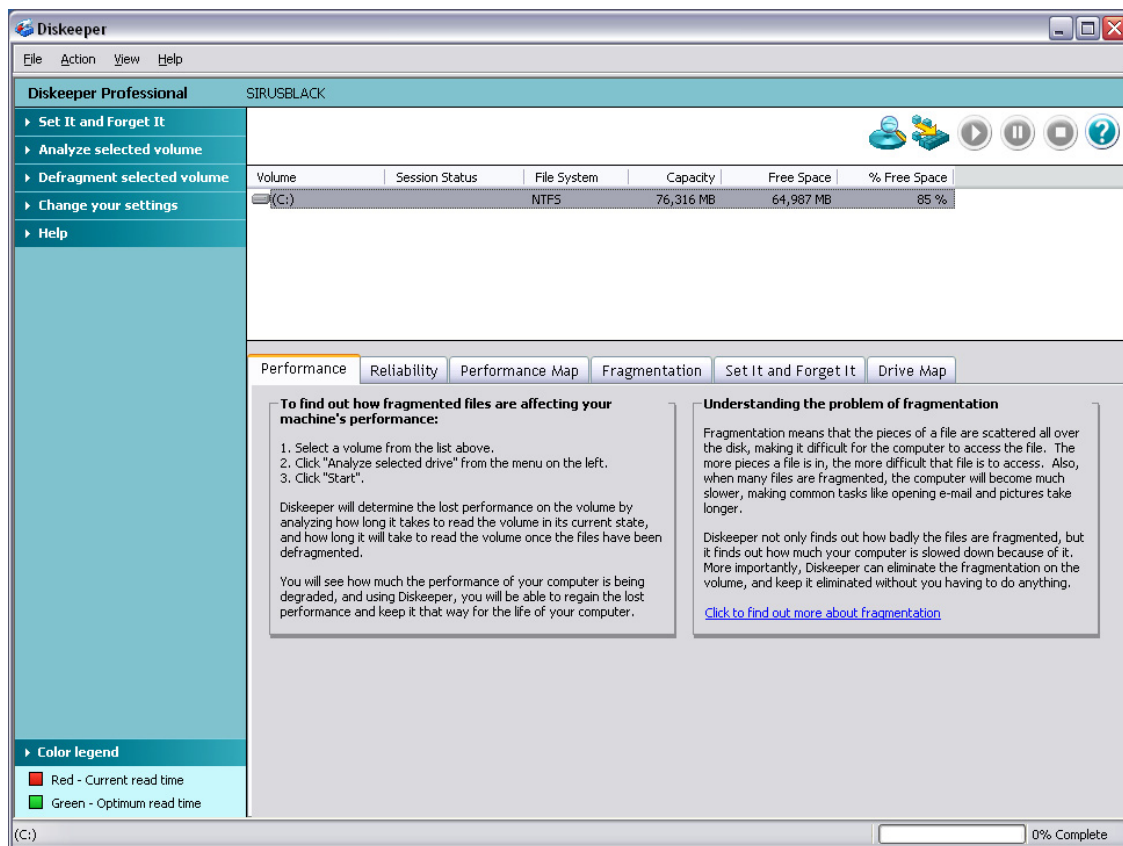 Diskeeper
File Action View Help
Diskeeper Professional SIRUSBLACK
Set It and Forget It
Analyze selected volume
Defragment selected volume
Change your settings
Help
Volume Session Status File System Capacity Free Space % Free Space
(C:) NTFS 76,316 MB 64,987 MB 85 %
Performance Reliability Performance Map Fragmentation Set It and Forget It Drive Map
To find out how fragmented files are affecting your
machine's performance:
1. Select a volume from the list above.
2. Click "Analyze selected drive" from the menu on the left.
3. Click "Start".
Diskeeper will determine the lost performance on the volume by
analyzing how long it takes to read the volume in its current state,
and how long it will take to read the volume once the files have been
defragmented.
You will see how much the performance of your computer is being
degraded, and using Diskeeper, you will be able to regain the lost
performance and keep it that way for the life of your computer.
Understanding the problem of fragmentation
Fragmentation means that the pieces of a file are scattered all over
the disk, making it difficult for the computer to access the file. The
more pieces a file is in, the more difficult that file is to access. Also,
when many files are fragmented, the computer will become much
slower, making common tasks like opening e-mail and pictures take
longer.
Diskeeper not only finds out how badly the files are fragmented, but
it finds out how much your computer is slowed down because of it.
More importantly, Diskeeper can eliminate the fragmentation on the
volume, and keep it eliminated without you having to do anything.
Click to find out more about fragmentation
Color legend
Red - Current read time
Green - Optimum read time
(C:) 0% Complete